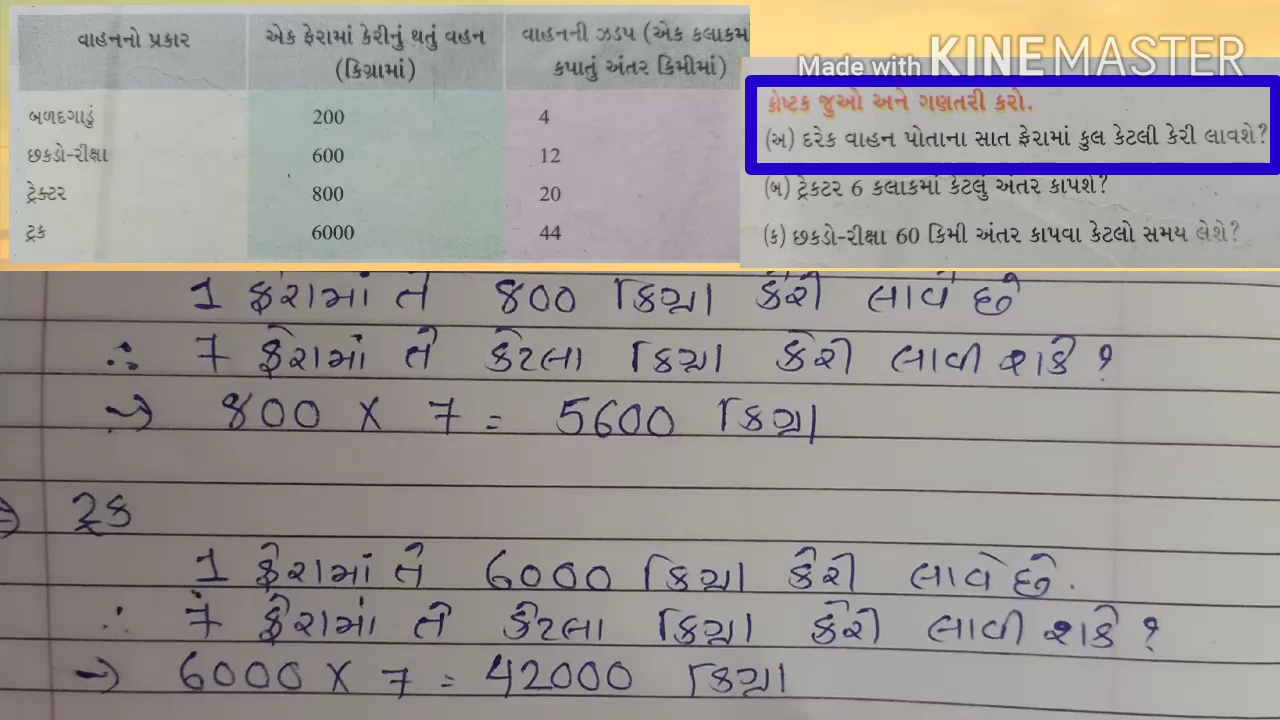 વાહનનો પ્રકાર એક ફેરામાં કેરીનું થતું વહન (કિગ્રામાં) વાહનની ઝડપ (એક કલાકમાં કપાતું અંતર કિમીમાં)
બળદગાડું 200 4
છકડો-રીક્ષા 600 12
ટ્રેક્ટર 800 20
ટ્રક 6000 44
Made with KINEMASTER
કોષ્ટક જુઓ અને ગણતરી કરો.
(અ) દરેક વાહન પોતાના સાત ફેરામાં કુલ કેટલી કેરી લાવશે?
(બ) ટ્રેકટર 6 કલાકમાં કેટલું અંતર કાપશે?
(ક) છકડો-રીક્ષા 60 કિમી અંતર કાપવા કેટલો સમય લેશે?
1 ફેરામાં તે 800 કિગ્રા કેરી લાવે છે
∴ 7 ફેરામાં તે કેટલા કિગ્રા કેરી લાવી શકે ?
→ 800 × 7 = 5600 કિગ્રા
⇒ ટ્રક
1 ફેરામાં તે 6000 કિગ્રા કેરી લાવે છે.
∴ 7 ફેરામાં તે કેટલા કિગ્રા કેરી લાવી શકે ?
→ 6000 × 7 = 42000 કિગ્રા